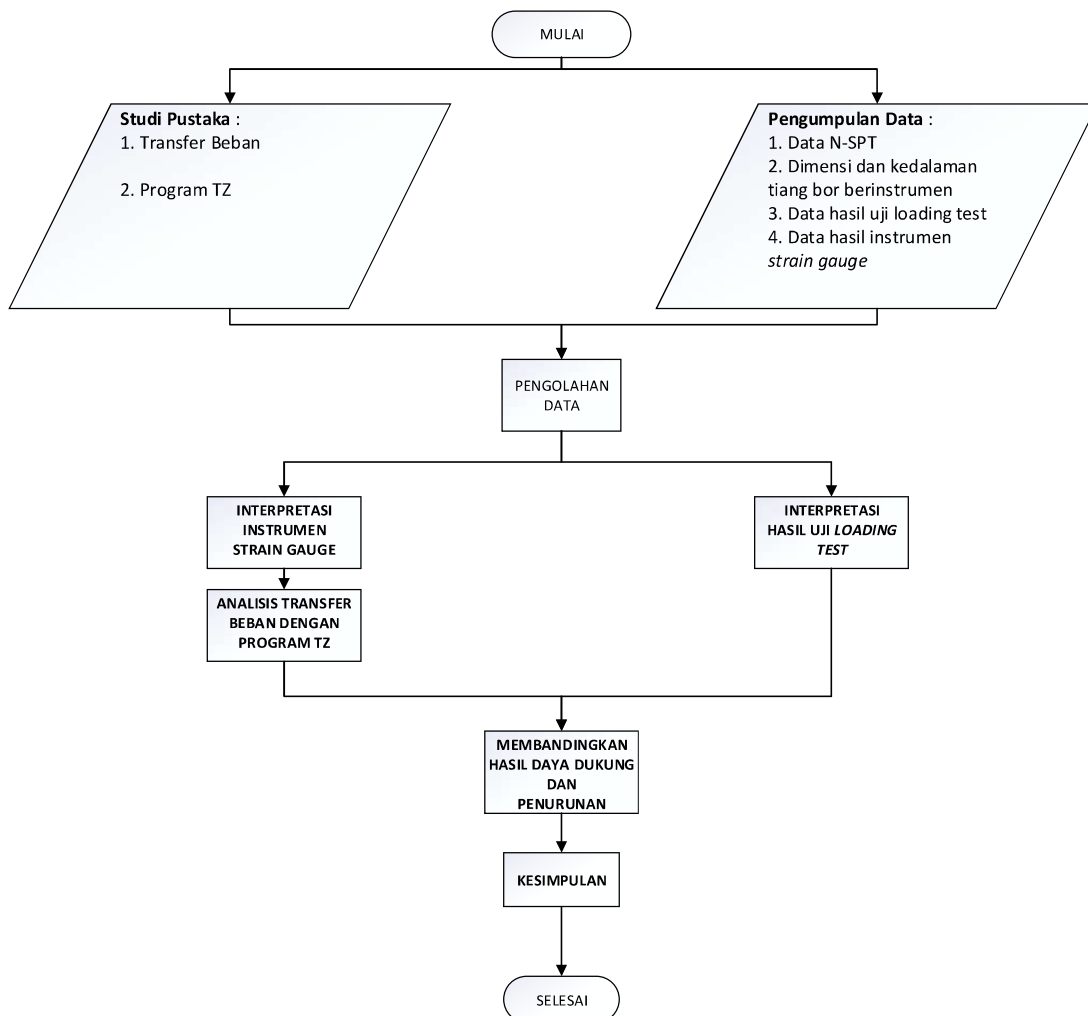 MULAI
Studi Pustaka :
1. Transfer Beban
2. Program TZ
Pengumpulan Data :
1. Data N-SPT
2. Dimensi dan kedalaman
tiang bor berinstrumen
3. Data hasil uji loading test
4. Data hasil instrumen
strain gauge
PENGOLAHAN
DATA
INTERPRETASI
INSTRUMEN
STRAIN GAUGE
INTERPRETASI
HASIL UJI LOADING
TEST
ANALISIS TRANSFER
BEBAN DENGAN
PROGRAM TZ
MEMBANDINGKAN
HASIL DAYA DUKUNG
DAN
PENURUNAN
KESIMPULAN
SELESAI